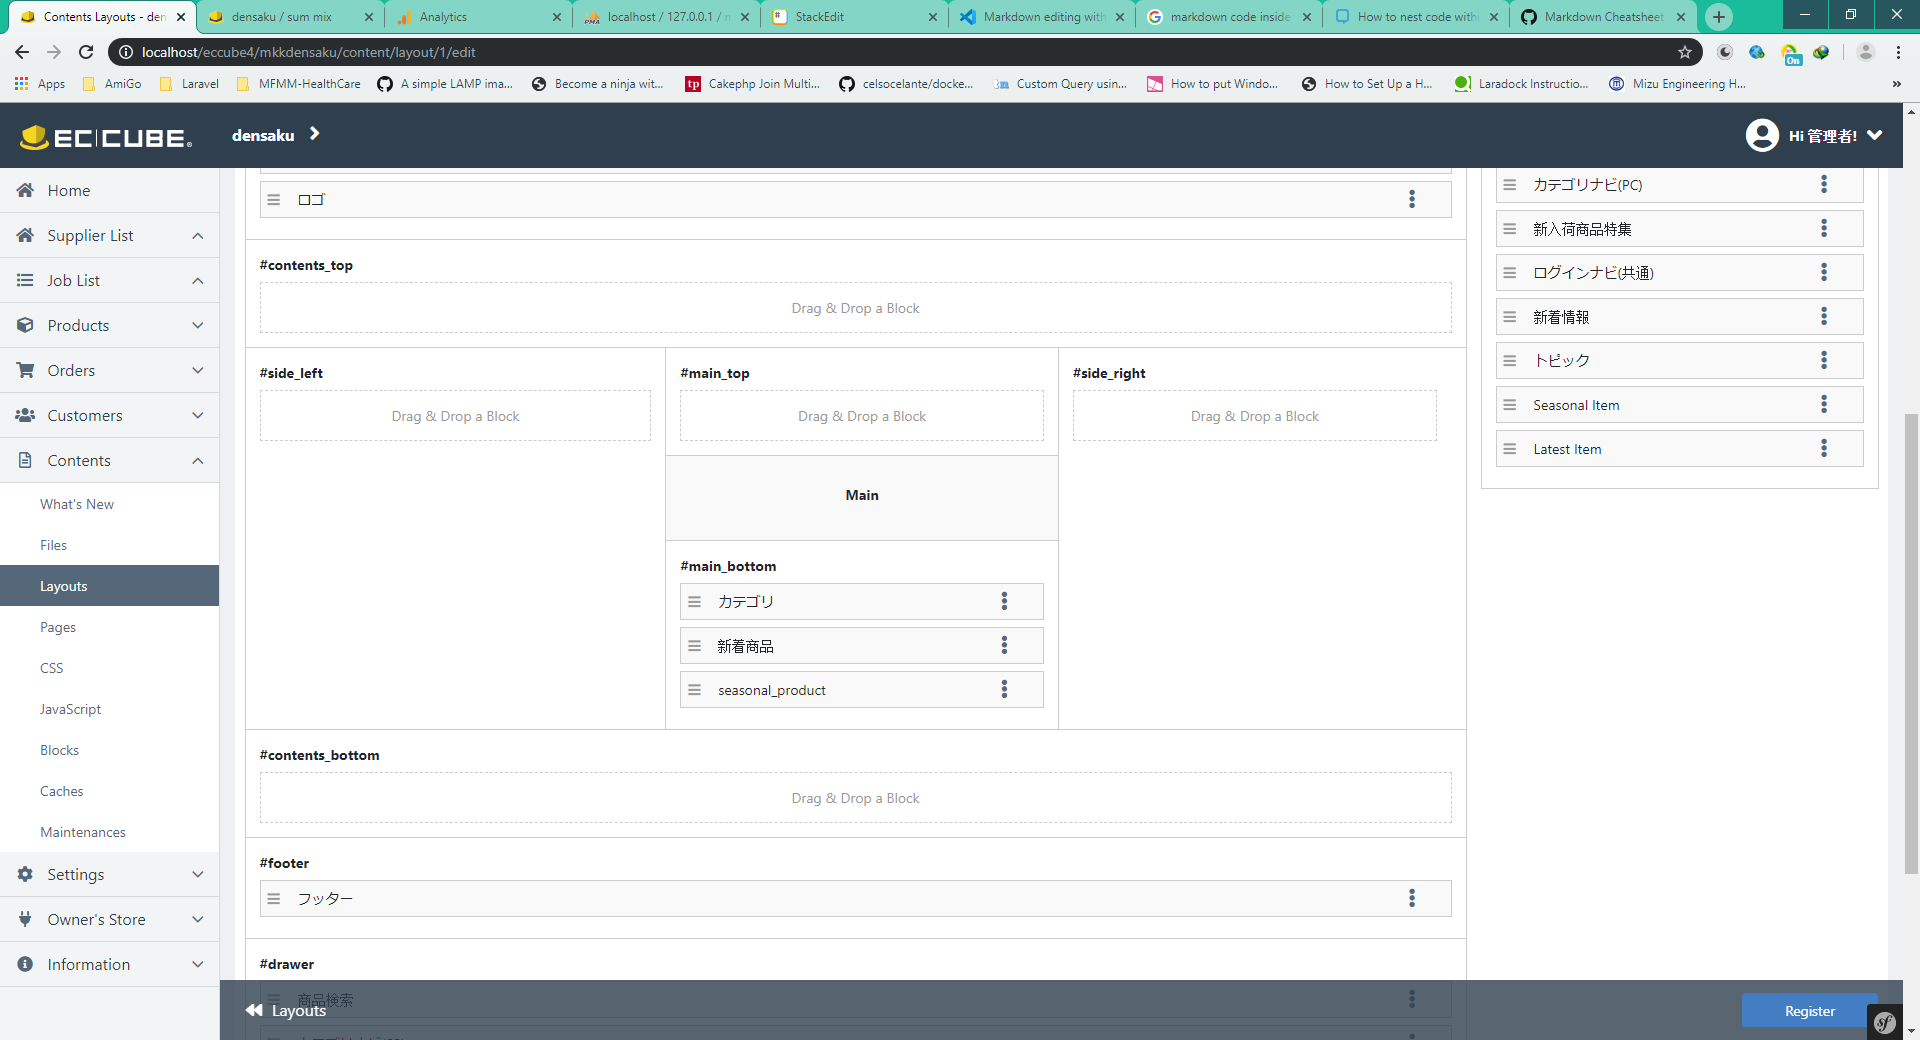 Contents Layouts - den
densaku / sum mix
Analytics
localhost / 127.0.0.1 / m
StackEdit
Markdown editing with
markdown code inside
How to nest code with
Markdown Cheatsheet
localhost/eccube4/mkkdensaku/content/layout/1/edit
On
Apps
AmiGo
Laravel
MFMM-HealthCare
A simple LAMP ima...
Become a ninja wit...
Cakephp Join Multi...
celsocelante/docke...
Custom Query usin...
How to put Windo...
How to Set Up a H...
Laradock Instructio...
Mizu Engineering H...
EC CUBE
densaku
Hi 管理者!
Home
Supplier List
Job List
Products
Orders
Customers
Contents
What's New
Files
Layouts
Pages
CSS
JavaScript
Blocks
Caches
Maintenances
Settings
Owner's Store
Information
ロゴ
#contents_top
Drag & Drop a Block
#side_left
Drag & Drop a Block
#main_top
Drag & Drop a Block
#side_right
Drag & Drop a Block
Main
#main_bottom
カテゴリ
新着商品
seasonal_product
#contents_bottom
Drag & Drop a Block
#footer
フッター
#drawer
商品検索
カテゴリナビ(PC)
新入荷商品特集
ログインナビ(共通)
新着情報
トピック
Seasonal Item
Latest Item
Layouts
Register